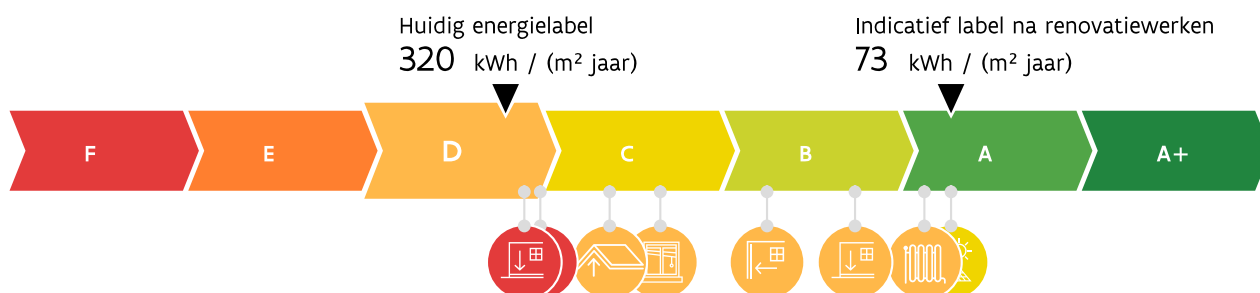 Huidig energielabel
320 kWh / (m² jaar)
Indicatief label na renovatiewerken
73 kWh / (m² jaar)
F E D C B A A+